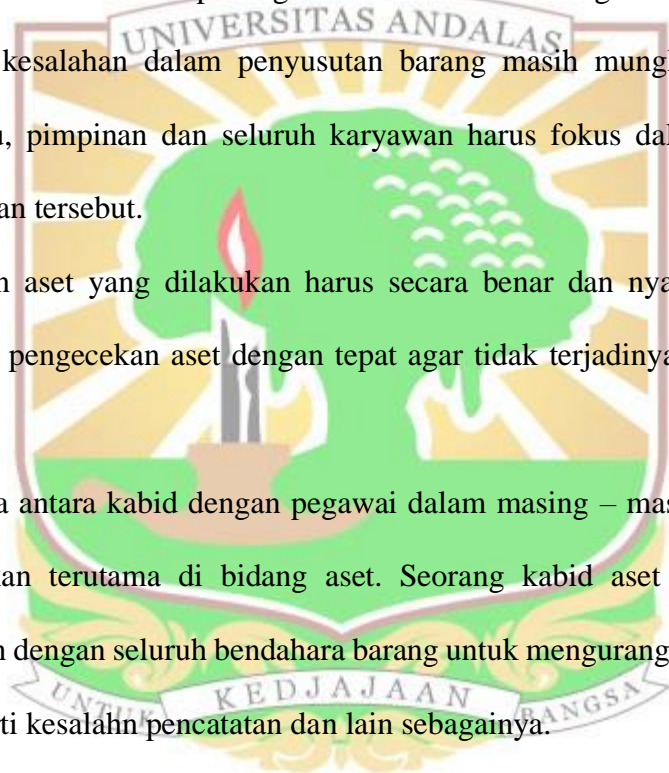 UNIVERSITAS ANDALAS
kesalahan dalam penyusutan barang masih mungk
u, pimpinan dan seluruh karyawan harus fokus dal
an tersebut.
n aset yang dilakukan harus secara benar dan nya
pengecekan aset dengan tepat agar tidak terjadinya
a antara kabid dengan pegawai dalam masing – mas
kan terutama di bidang aset. Seorang kabid aset
n dengan seluruh bendahara barang untuk mengurang
ti kesalahn pencatatan dan lain sebagainya.
UNTUK KEDJAJAAN BANGSA